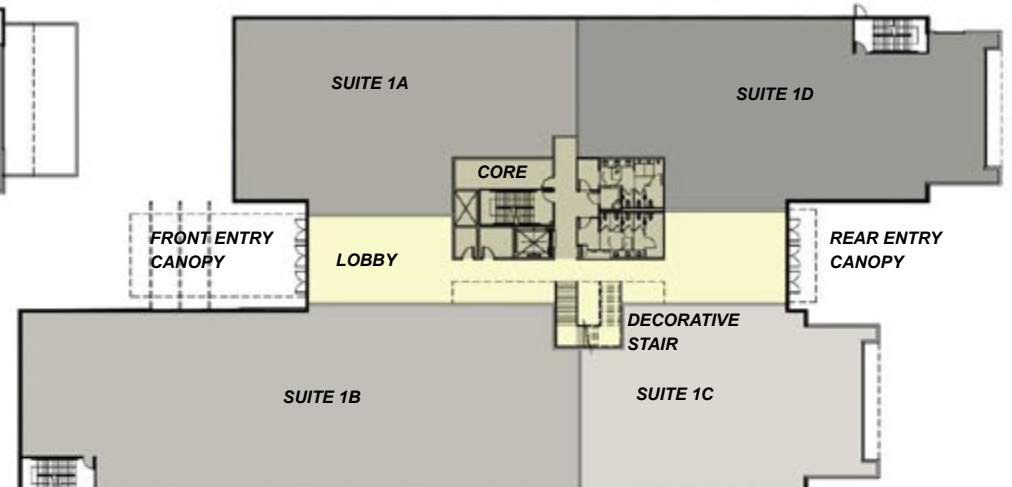 SUITE 1A
SUITE 1D
CORE
FRONT ENTRY
CANOPY
LOBBY
REAR ENTRY
CANOPY
DECORATIVE
STAIR
SUITE 1B
SUITE 1C